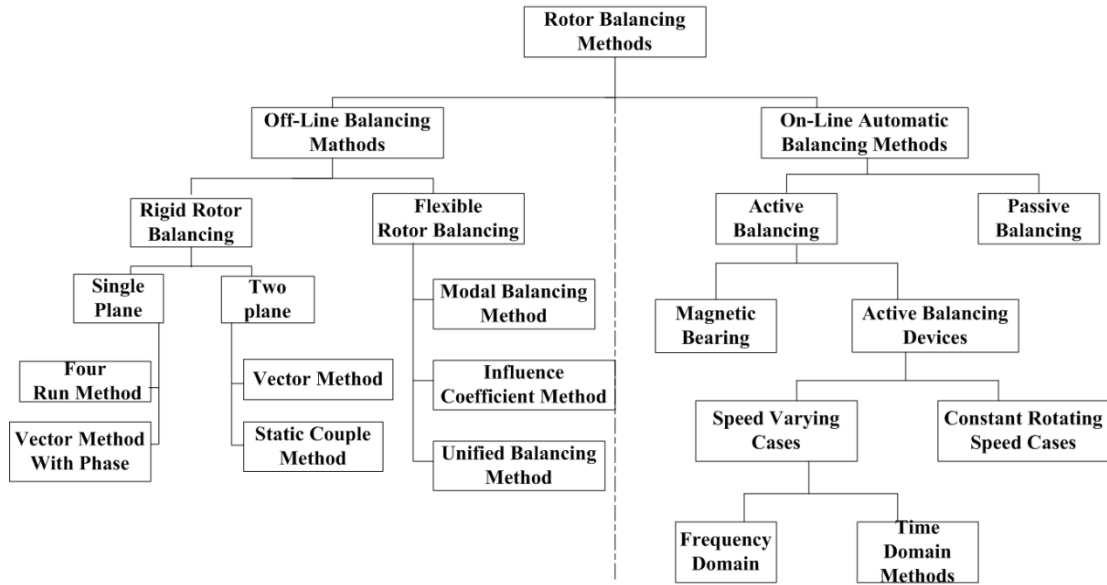 Rotor Balancing
Methods
Off-Line Balancing
Mathods
On-Line Automatic
Balancing Methods
Rigid Rotor
Balancing
Flexible
Rotor Balancing
Active
Balancing
Passive
Balancing
Single
Plane
Two
plane
Modal Balancing
Method
Magnetic
Bearing
Active Balancing
Devices
Four
Run Method
Vector Method
Influence
Coefficient Method
Vector Method
With Phase
Static Couple
Method
Unified Balancing
Method
Speed Varying
Cases
Constant Rotating
Speed Cases
Frequency
Domain
Time
Domain
Methods